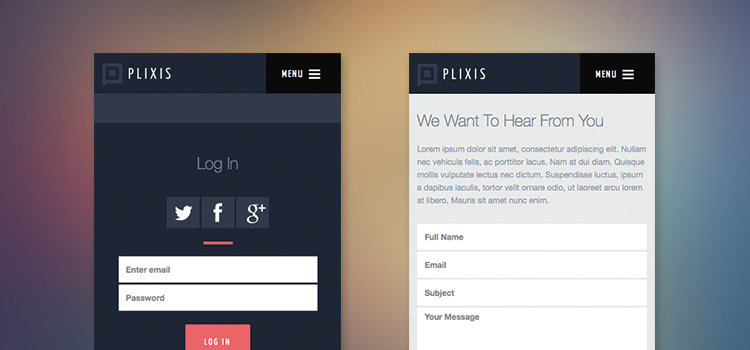 PLIXIS
MENU
Log In
Enter email
Password
LOG IN
PLIXIS
MENU
We Want To Hear From You
Lorem ipsum dolor sit amet, consectetur adipiscing elit. Nullam
nec vehicula felis, ac porttitor lacus. Nam at dui diam. Quisque
mollis vulputate lectus nec dictum. Suspendisse luctus, ipsum
a dapibus iaculis, tortor velit ornare odio, ut laoreet arcu lorem
at libero. Mauris sit amet nunc enim.
Full Name
Email
Subject
Your Message